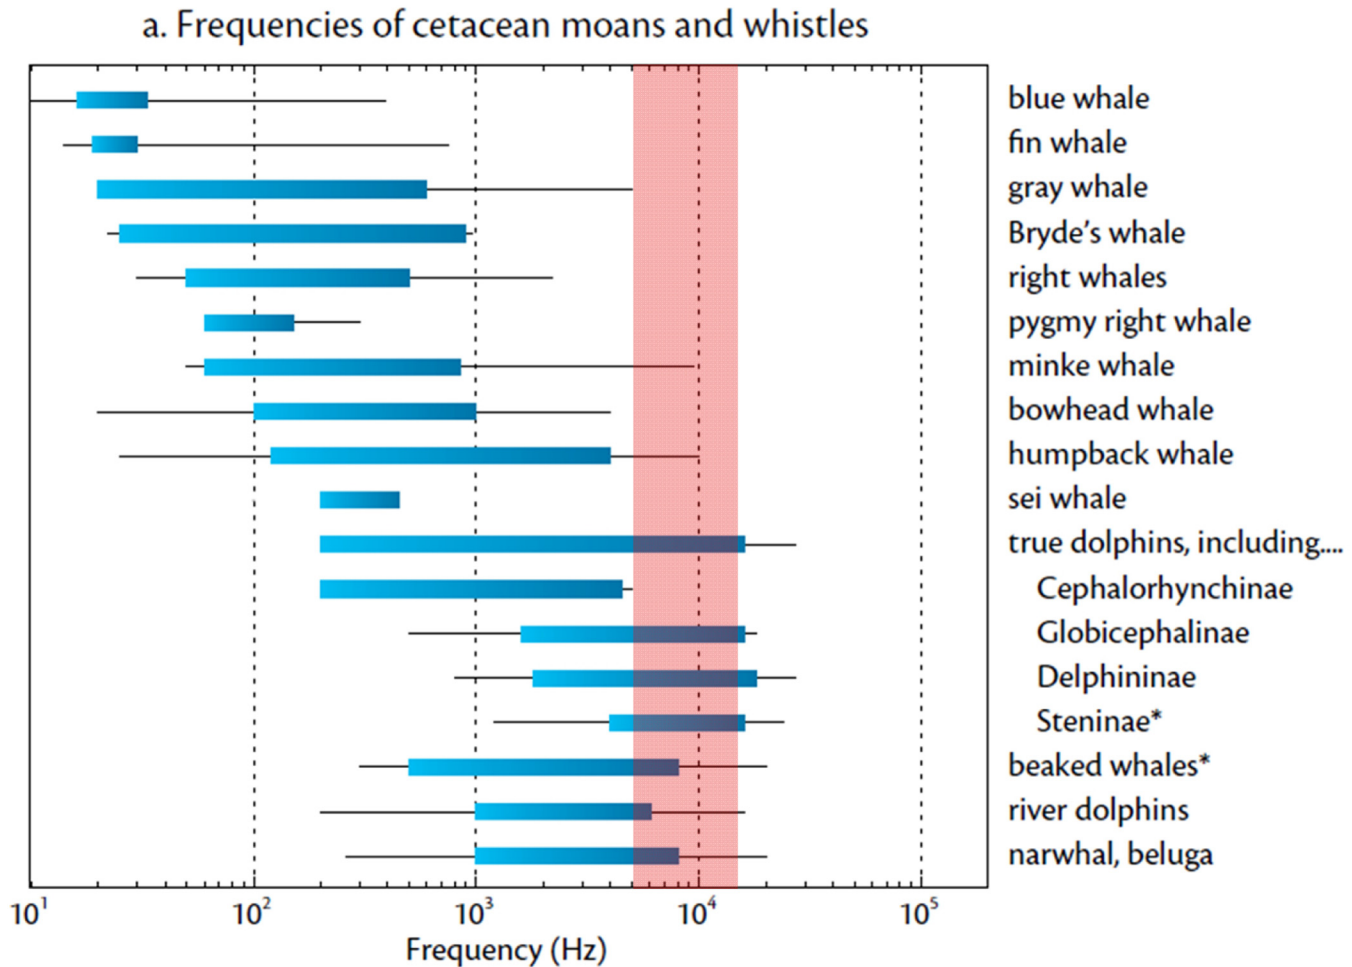 a. Frequencies of cetacean moans and whistles
blue whale
fin whale
gray whale
Bryde’s whale
right whales
pygmy right whale
minke whale
bowhead whale
humpback whale
sei whale
true dolphins, including....
Cephalorhynchinae
Globicephalinae
Delphininae
Steninae*
beaked whales*
river dolphins
narwhal, beluga
10¹ 10² 10³ 10⁴ 10⁵
Frequency (Hz)